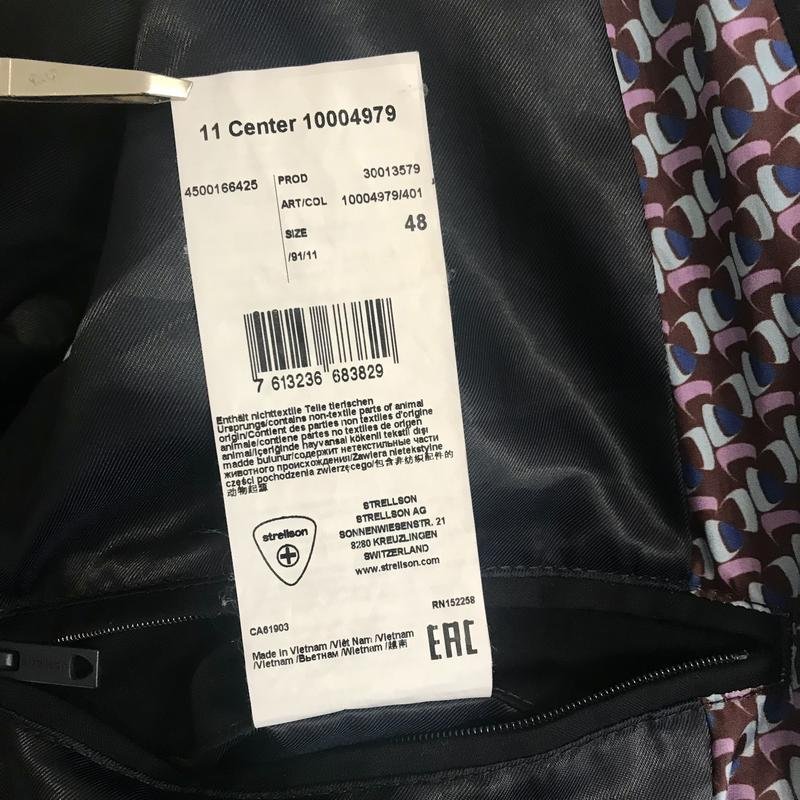 11 Center 10004979
4500166425
PROD 30013579
ART/COL 10004979/401
SIZE 48
/91/11
7 613236 683829
Enthält nichttextile Teile tierischen
Ursprungs/contains non-textile parts of animal
origin/Contient des parties non textiles d'origine
animale/contiene partes no textiles de origen
animal/içeriğinde hayvansal kökenli tekstil dışı
madde bulunur/содержит нетекстильные части
животного происхождения/Zawiera nietekstylne
części pochodzenia zwierzęcego/包含非纺织配件的
动物起源
strellson
STRELLSON
STRELLSON AG
SONNENWIESENSTR. 21
8280 KREUZLINGEN
SWITZERLAND
www.strellson.com
CA61903
RN152258
Made in Vietnam /Việt Nam /Vietnam
/Vietnam /Вьетнам /Wietnam /越南
EAC